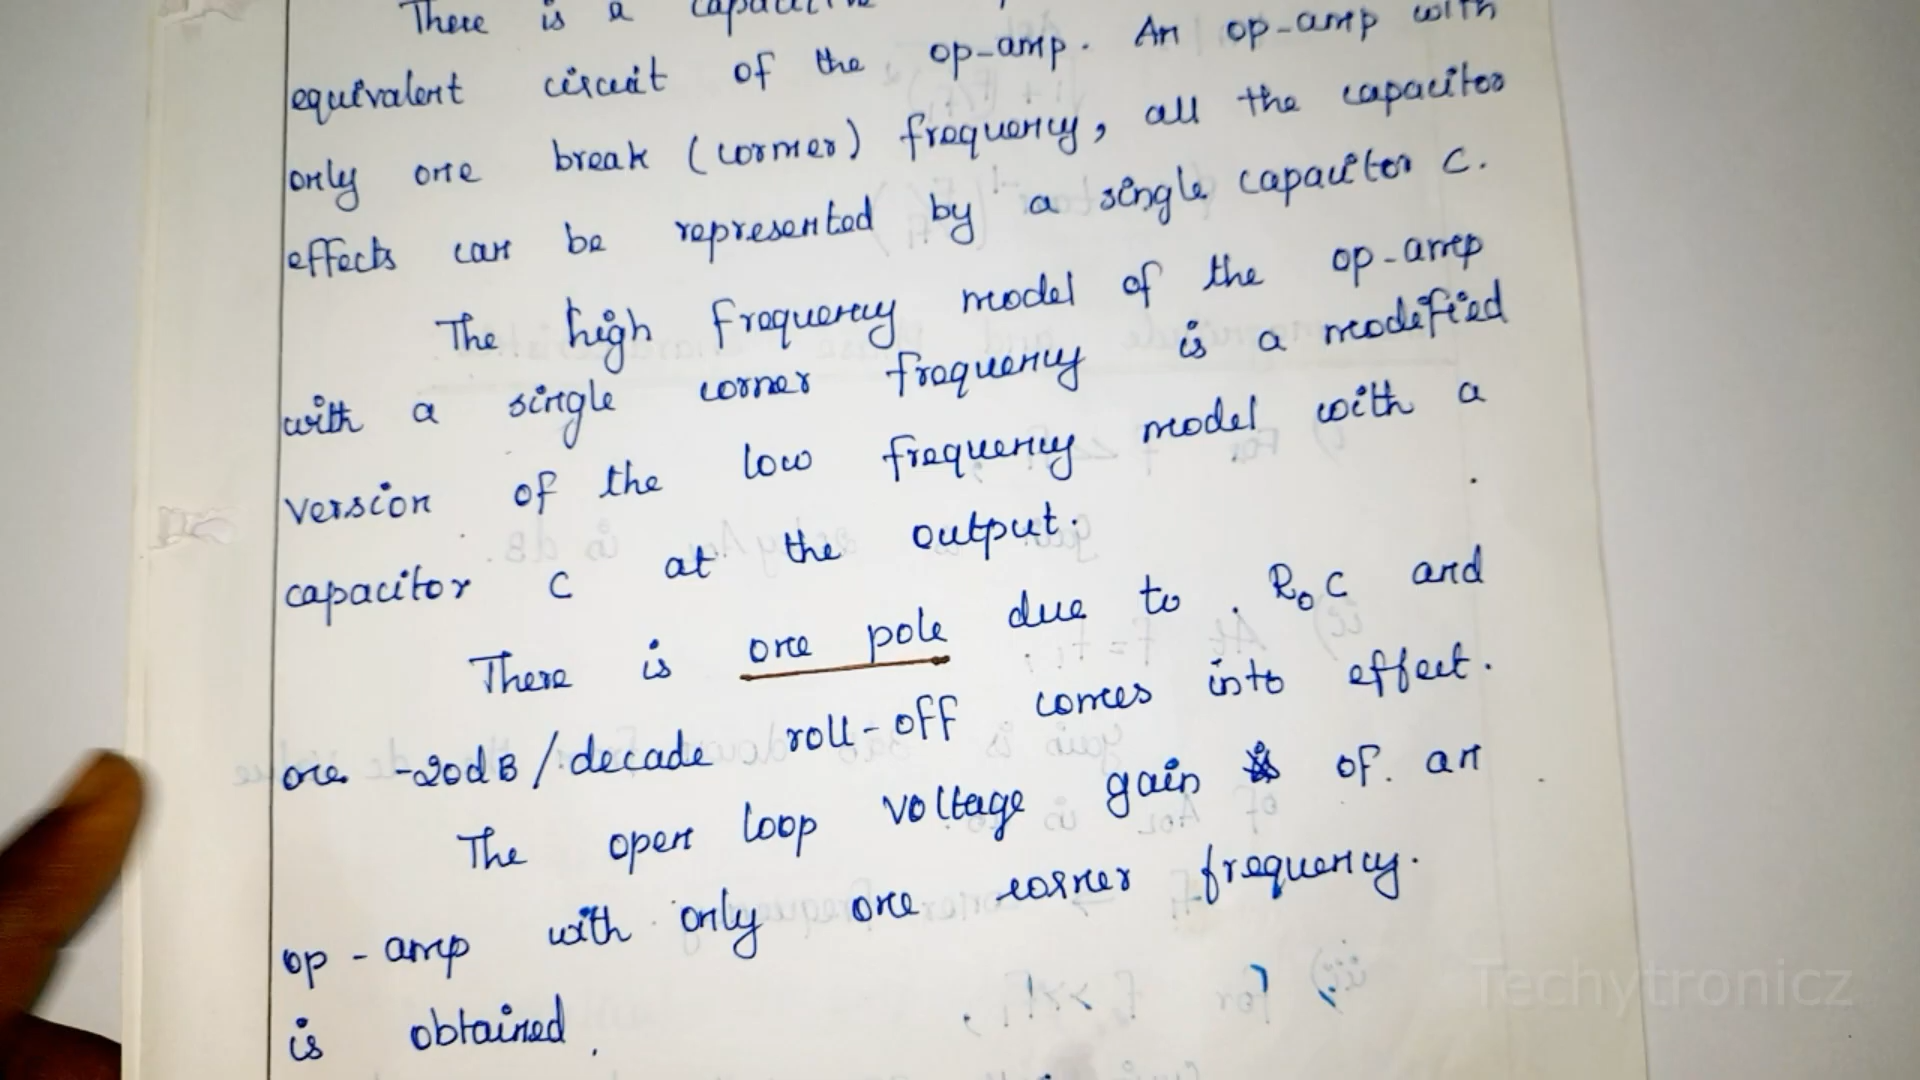 There is a capacitive
equivalent circuit of the op-amp. An op-amp with
only one break (corner) frequency, all the capacitor
effects can be represented by a single capacitor C.
The high frequency model of the op-amp
with a single corner frequency is a modified
version of the low frequency model with a
capacitor C at the output.
There is one pole due to R₀C and
one -20dB/decade roll-off comes into effect.
The open loop voltage gain of an
op-amp with only one corner frequency.
is obtained.
Techytronicz